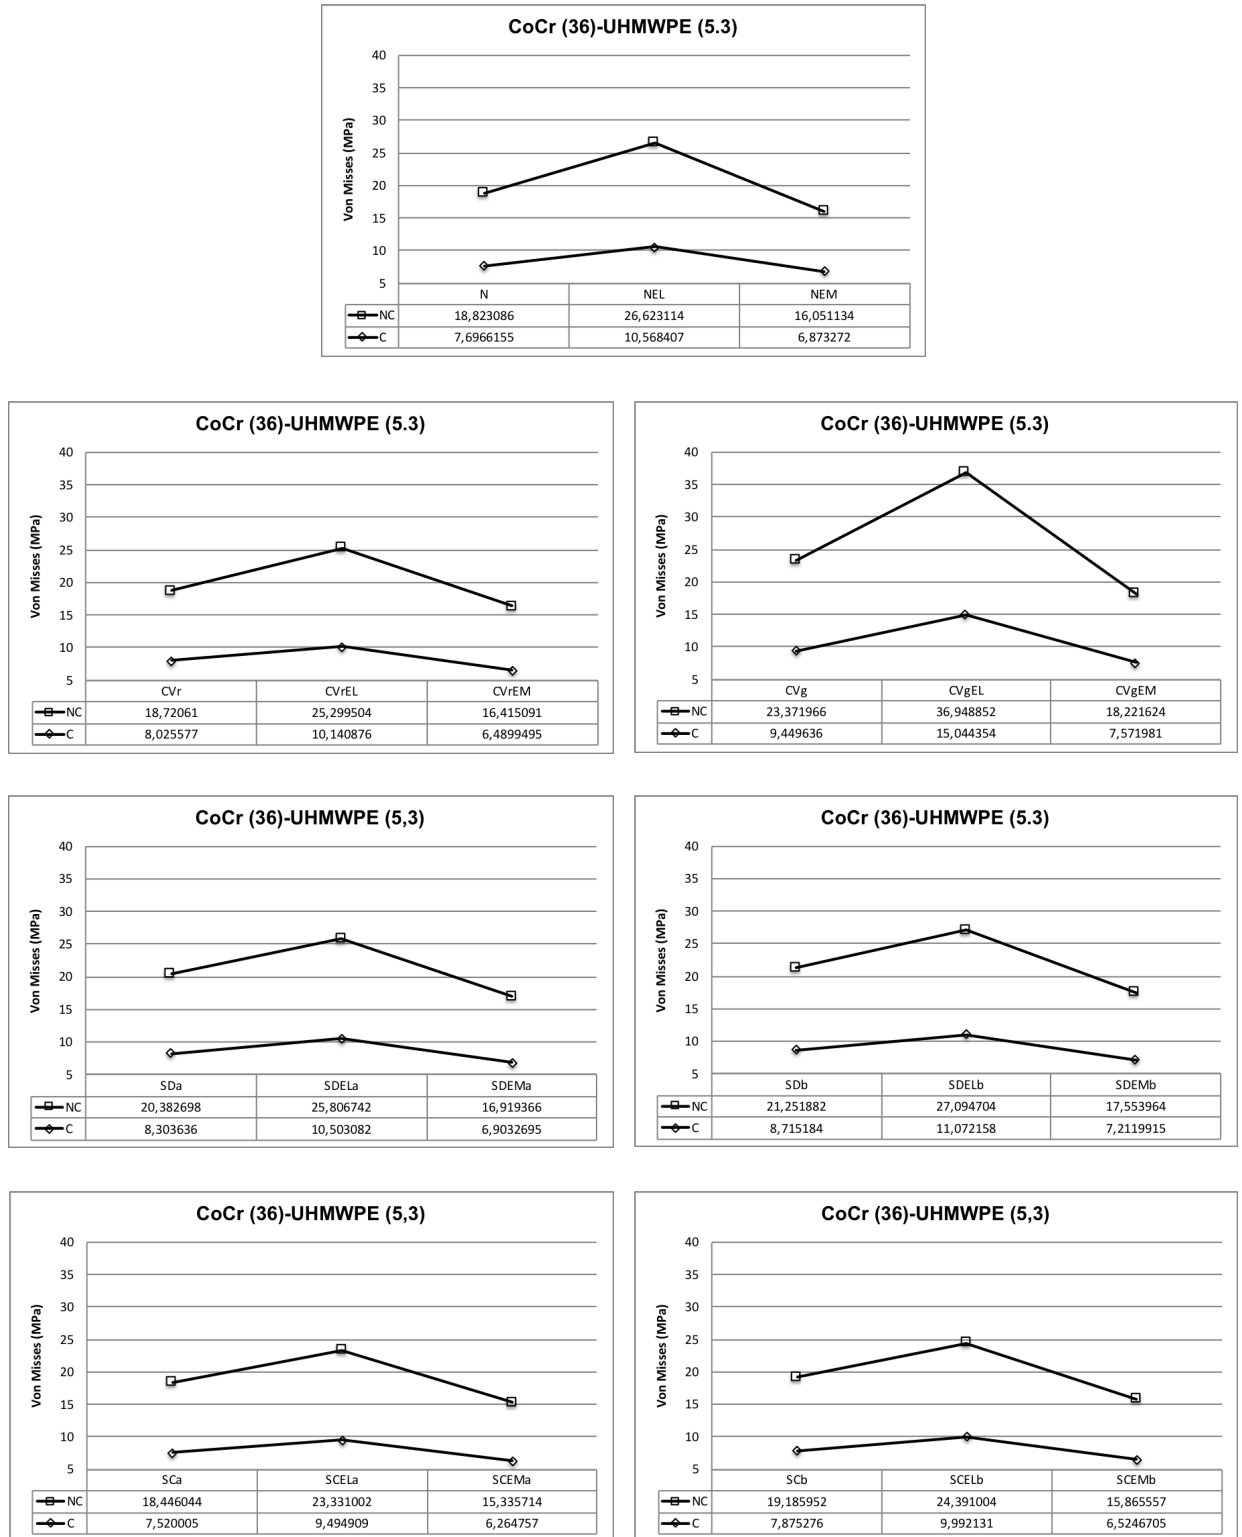 CoCr (36)-UHMWPE (5.3)
40
35
30
25
20
15
10
5
Von Misses (MPa)
N NEL NEM
NC 18,823086 26,623114 16,051134
C 7,6966155 10,568407 6,873272
CoCr (36)-UHMWPE (5.3)
40
35
30
25
20
15
10
5
Von Misses (MPa)
CVr CVrEL CVrEM
NC 18,72061 25,299504 16,415091
C 8,025577 10,140876 6,4899495
CoCr (36)-UHMWPE (5.3)
40
35
30
25
20
15
10
5
Von Misses (MPa)
CVg CVgEL CVgEM
NC 23,371966 36,948852 18,221624
C 9,449636 15,044354 7,571981
CoCr (36)-UHMWPE (5,3)
40
35
30
25
20
15
10
5
Von Misses (MPa)
SDa SDELa SDEMa
NC 20,382698 25,806742 16,919366
C 8,303636 10,503082 6,9032695
CoCr (36)-UHMWPE (5.3)
40
35
30
25
20
15
10
5
Von Misses (MPa)
SDb SDELb SDEMb
NC 21,251882 27,094704 17,553964
C 8,715184 11,072158 7,2119915
CoCr (36)-UHMWPE (5,3)
40
35
30
25
20
15
10
5
Von Misses (MPa)
SCa SCELa SCEMa
NC 18,446044 23,331002 15,335714
C 7,520005 9,494909 6,264757
CoCr (36)-UHMWPE (5,3)
40
35
30
25
20
15
10
5
Von Misses (MPa)
SCb SCELb SCEMb
NC 19,185952 24,391004 15,865557
C 7,875276 9,992131 6,5246705